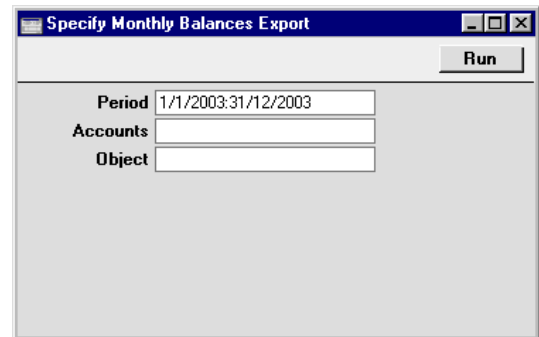 Specify Monthly Balances Export
Run
Period 1/1/2003:31/12/2003
Accounts
Object